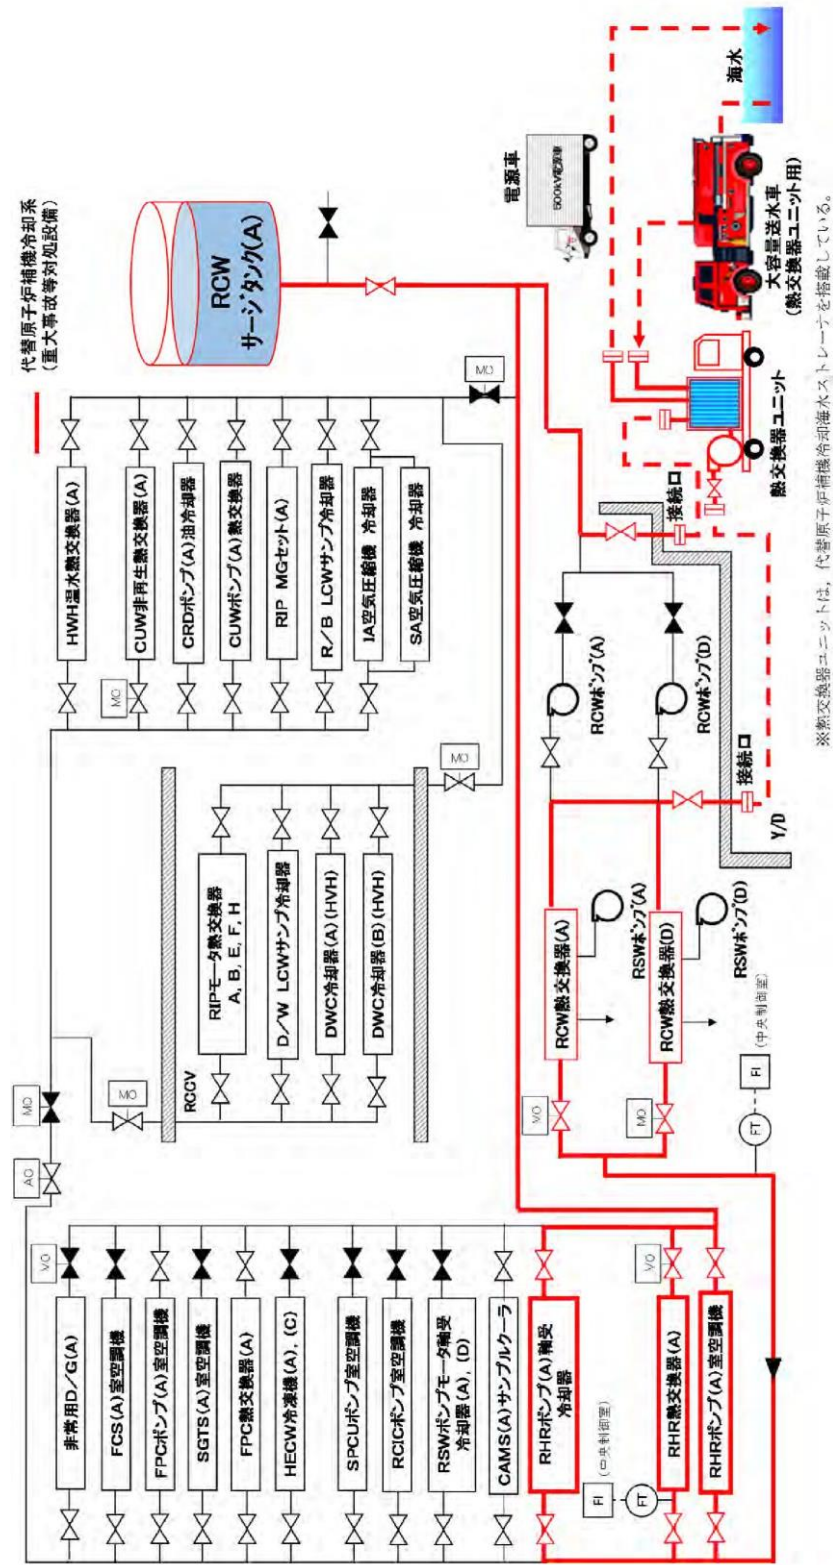 代替原子炉補機冷却系
(重大事故等対処設備)
RCW
サージタンク(A)
MO
HWH温水熱交換器(A)
MO
CUW非再生熱交換器(A)
CRDポンプ(A)油冷却器
CUWポンプ(A)熱交換器
RIP MGセット(A)
R/B LCWサンプ冷却器
IA空気圧縮機 冷却器
SA空気圧縮機 冷却器
MO
RCCV
RIPモータ熱交換器
A, B, E, F, H
D/W LCWサンプ冷却器
DWC冷却器(A)(HVH)
DWC冷却器(B)(HVH)
MO
MO
AO
MO
非常用D/G(A)
FCS(A)室空調機
FPCポンプ(A)室空調機
SGTS(A)室空調機
FPC熱交換器(A)
HECW冷凍機(A), (C)
SPCUポンプ室空調機
RCICポンプ室空調機
RSWポンプモータ軸受
冷却器(A), (D)
CAMS(A)サンプルクーラ
RHRポンプ(A)軸受
冷却器
FI
(中央制御室)
FT
RHR熱交換器(A)
MO
RHRポンプ(A)室空調機
電源車
500kV電源車
海水
大容量送水車
(熱交換器ユニット用)
熱交換器ユニット
接続口
RCWポンプ(A)
RCWポンプ(D)
接続口
Y/D
RCW熱交換器(A)
RSWポンプ(A)
RCW熱交換器(D)
RSWポンプ(D)
MO
MO
FT
FI
(中央制御室)
※熱交換器ユニットは，代替原子炉補機冷却海水ストレーナを搭載している。